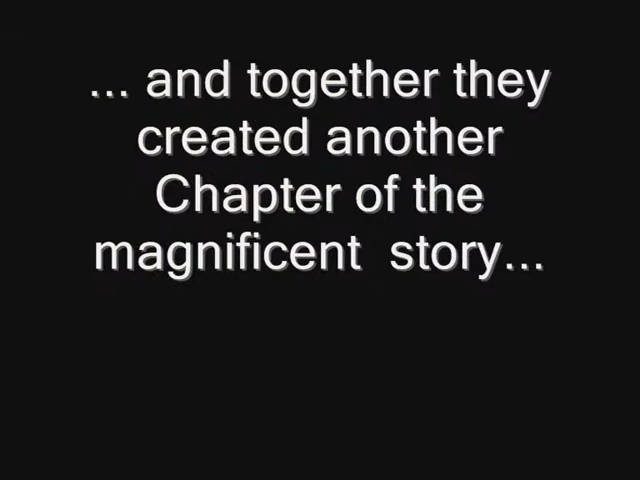 ... and together they
created another
Chapter of the
magnificent  story...